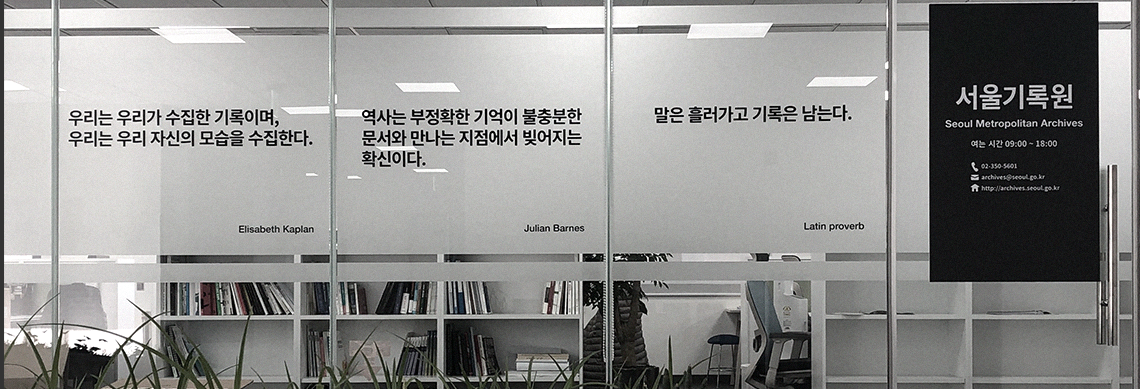 우리는 우리가 수집한 기록이며,
우리는 우리 자신의 모습을 수집한다.
Elisabeth Kaplan
역사는 부정확한 기억이 불충분한
문서와 만나는 지점에서 빚어지는
확신이다.
Julian Barnes
말은 흘러가고 기록은 남는다.
Latin proverb
서울기록원
Seoul Metropolitan Archives
여는 시간 09:00 ~ 18:00
02-350-5601
archives@seoul.go.kr
http://archives.seoul.go.kr